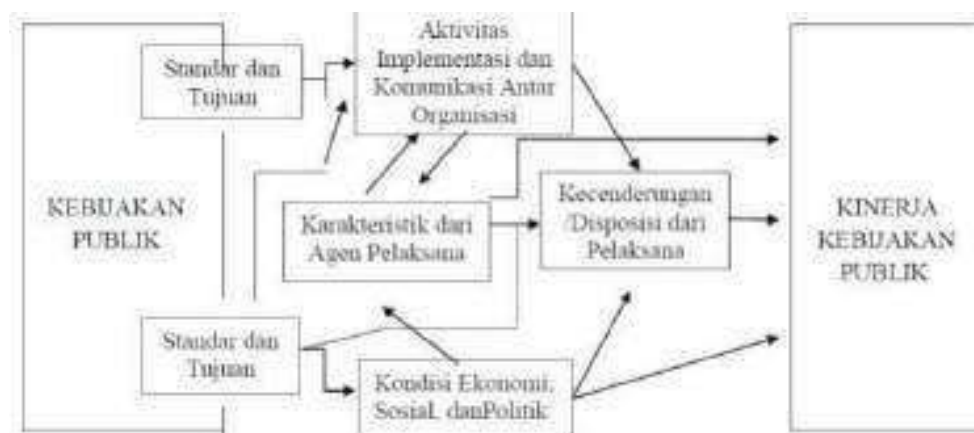 Aktivitas
Implementasi dan
Komunikasi Antar
Organisasi
Standar dan
Tujuan
KEBIJAKAN
PUBLIK
Karakteristik dari
Agen Pelaksana
Kecenderungan
/Disposisi dari
Pelaksana
KINERJA
KEBIJAKAN
PUBLIK
Standar dan
Tujuan
Kondisi Ekonomi,
Sosial, danPolitik